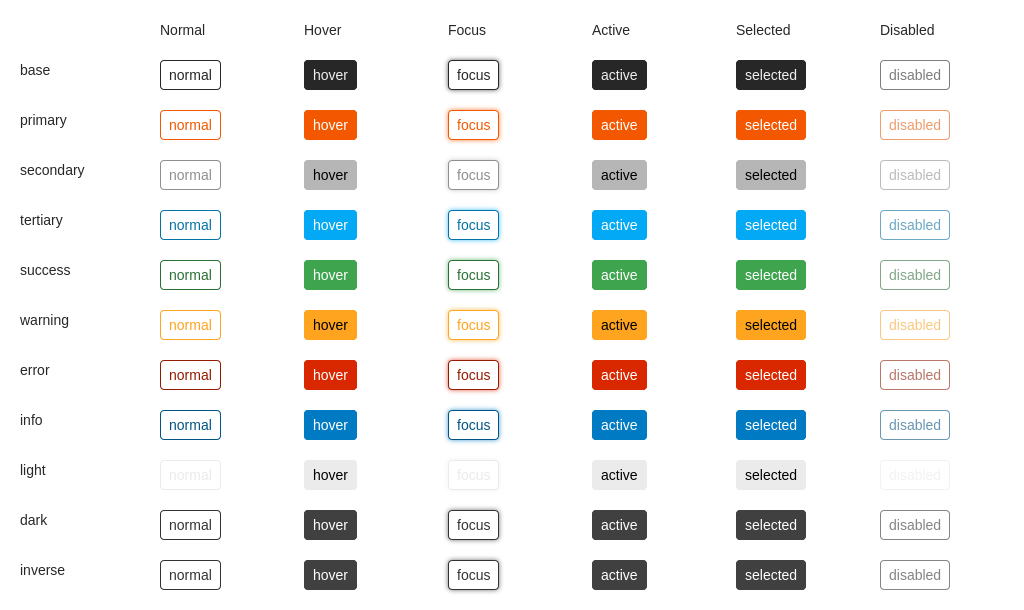 Normal Hover Focus Active Selected Disabled
base normal hover focus active selected disabled
primary normal hover focus active selected disabled
secondary normal hover focus active selected disabled
tertiary normal hover focus active selected disabled
success normal hover focus active selected disabled
warning normal hover focus active selected disabled
error normal hover focus active selected disabled
info normal hover focus active selected disabled
light normal hover focus active selected disabled
dark normal hover focus active selected disabled
inverse normal hover focus active selected disabled